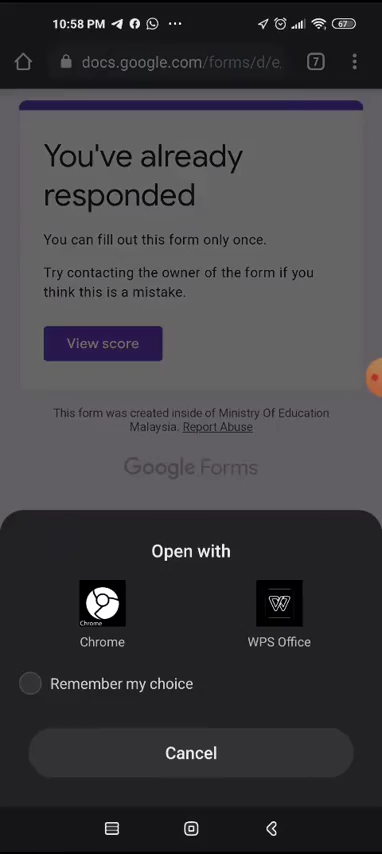 10:58 PM
67
docs.google.com/forms/d/e
7
You've already
responded
You can fill out this form only once.
Try contacting the owner of the form if you
think this is a mistake.
View score
This form was created inside of Ministry Of Education
Malaysia. Report Abuse
Google Forms
Open with
Chrome
Chrome
WPS Office
Remember my choice
Cancel